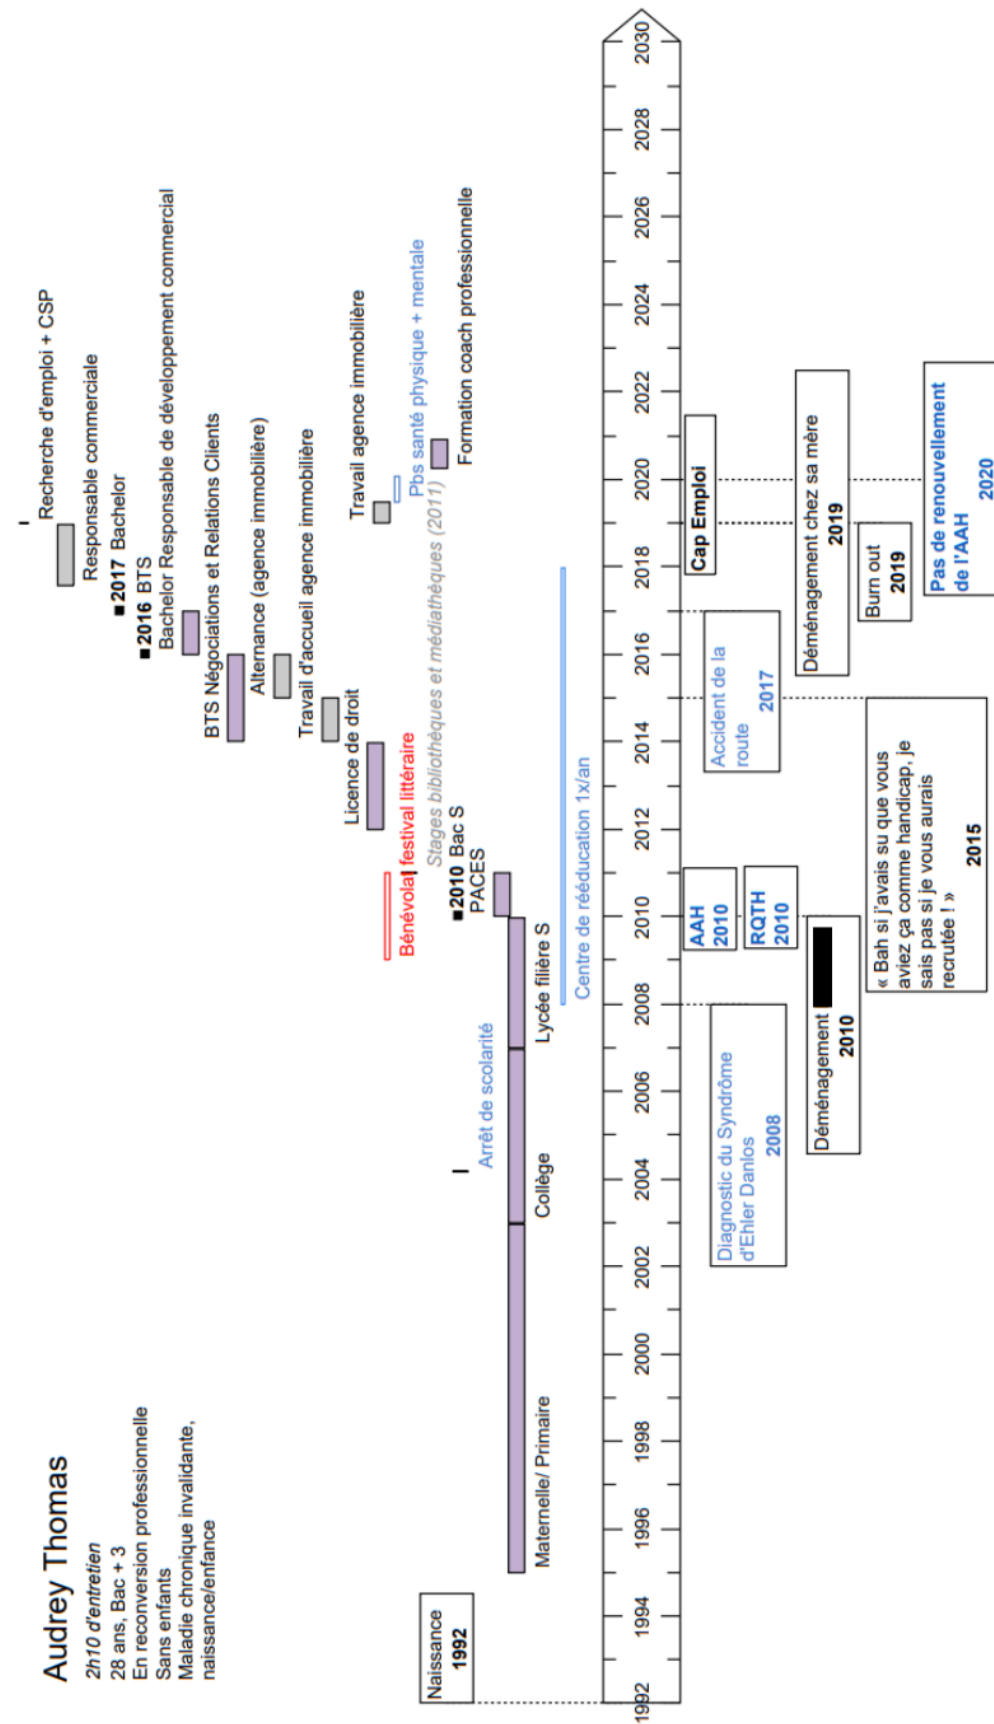 Audrey Thomas
2h10 d'entretien
28 ans, Bac + 3
En reconversion professionnelle
Sans enfants
Maladie chronique invalidante,
naissance/enfance
Recherche d'emploi + CSP
Responsable commerciale
■ 2017 Bachelor
■ 2016 BTS
Bachelor Responsable de développement commercial
BTS Négociations et Relations Clients
Alternance (agence immobilière)
Travail d'accueil agence immobilière
Licence de droit
Travail agence immobilière
Bénévolat festival littéraire
Pbs santé physique + mentale
Stages bibliothèques et médiathèques (2011)
Formation coach professionnelle
■ 2010 Bac S
PACES
Arrêt de scolarité
Maternelle/ Primaire
Collège
Lycée filière S
Centre de rééducation 1x/an
Naissance
1992
1992 1994 1996 1998 2000 2002 2004 2006 2008 2010 2012 2014 2016 2018 2020 2022 2024 2026 2028 2030
Diagnostic du Syndrôme
d'Ehler Danlos
2008
AAH
2010
RQTH
2010
Déménagement
2010
« Bah si j'avais su que vous
aviez ça comme handicap, je
sais pas si je vous aurais
recrutée ! »
2015
Accident de la
route
2017
Cap Emploi
Déménagement chez sa mère
2019
Burn out
2019
Pas de renouvellement
de l'AAH
2020